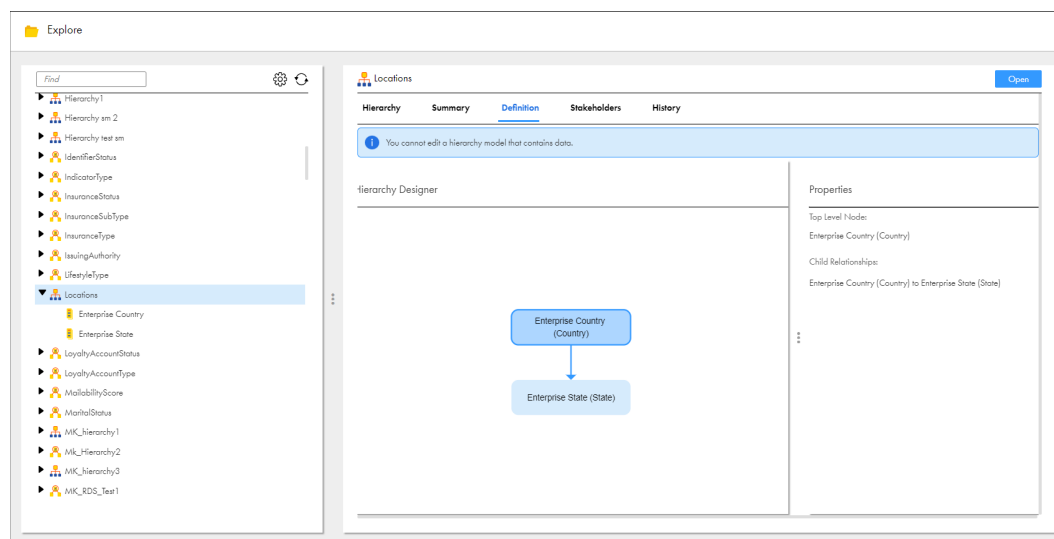 Explore
Find
Hierarchy1
Hierarchy sm 2
Hierarchy test sm
IdentifierStatus
IndicatorType
InsuranceStatus
InsuranceSubType
InsuranceType
IssuingAuthority
LifestyleType
Locations
Enterprise Country
Enterprise State
LoyaltyAccountStatus
LoyaltyAccountType
MailabilityScore
MaritalStatus
MK_hierarchy1
Mk_Hierarchy2
MK_hierarchy3
MK_RDS_Test1
Locations
Open
Hierarchy Summary Definition Stakeholders History
You cannot edit a hierarchy model that contains data.
Hierarchy Designer
Enterprise Country
(Country)
Enterprise State (State)
Properties
Top Level Node:
Enterprise Country (Country)
Child Relationships:
Enterprise Country (Country) to Enterprise State (State)